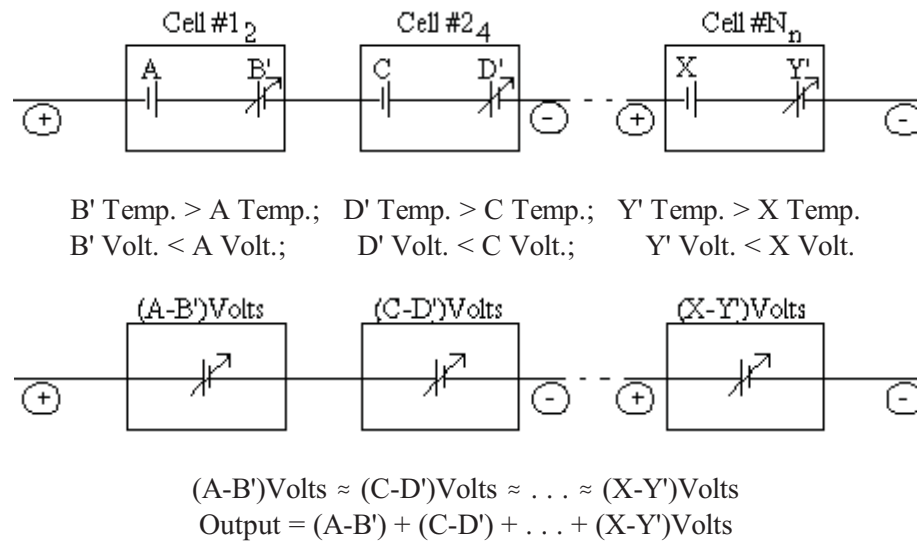 Cell #1₂ Cell #2₄ Cell #Nₙ
A B' C D' X Y'
+ - + -
B' Temp. > A Temp.; D' Temp. > C Temp.; Y' Temp. > X Temp.
B' Volt. < A Volt.; D' Volt. < C Volt.; Y' Volt. < X Volt.
(A-B')Volts (C-D')Volts (X-Y')Volts
+ - + -
(A-B')Volts ≈ (C-D')Volts ≈ . . . ≈ (X-Y')Volts
Output = (A-B') + (C-D') + . . . + (X-Y')Volts